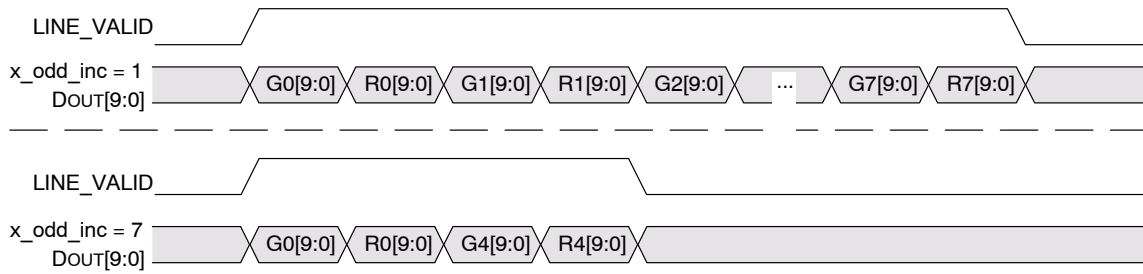 LINE_VALID
x_odd_inc = 1
DOUT[9:0]
G0[9:0] R0[9:0] G1[9:0] R1[9:0] G2[9:0] ... G7[9:0] R7[9:0]
LINE_VALID
x_odd_inc = 7
DOUT[9:0]
G0[9:0] R0[9:0] G4[9:0] R4[9:0]